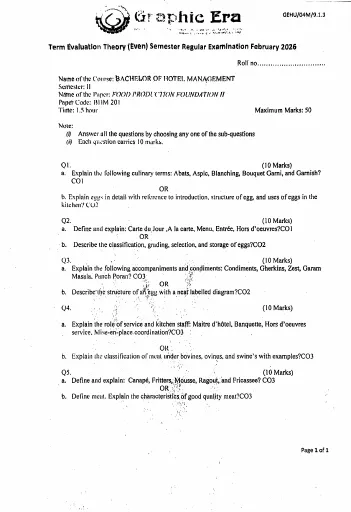 Graphic Era
GEHU/04M/9.1.3
Term Evaluation Theory (Even) Semester Regular Examination February 2026
Roll no..............................
Name of the Course: BACHELOR OF HOTEL MANAGEMENT
Semester: II
Name of the Paper: FOOD PRODUCTION FOUNDATION II
Paper Code: BHM 201
Time: 1.5 hour Maximum Marks: 50
Note:
(i) Answer all the questions by choosing any one of the sub-questions
(ii) Each question carries 10 marks.
Q1. (10 Marks)
a. Explain the following culinary terms: Abats, Aspic, Blanching, Bouquet Garni, and Garnish?
CO1
OR
b. Explain eggs in detail with reference to introduction, structure of egg, and uses of eggs in the
kitchen? CO2
Q2. (10 Marks)
a. Define and explain: Carte du Jour ,A la carte, Menu, Entrée, Hors d'oeuvres?CO1
OR
b. Describe the classification, grading, selection, and storage of eggs?CO2
Q3. (10 Marks)
a. Explain the following accompaniments and condiments: Condiments, Gherkins, Zest, Garam
Massala, Punch Poran? CO3
OR
b. Describe the structure of an egg with a neat labelled diagram?CO2
Q4. (10 Marks)
a. Explain the role of service and kitchen staff: Maitre d'hôtel, Banquette, Hors d'oeuvres
service, Mise-en-place coordination?CO3
OR
b. Explain the classification of meat under bovines, ovines, and swine's with examples?CO3
Q5. (10 Marks)
a. Define and explain: Canapé, Fritters, Mousse, Ragout, and Fricassee? CO3
OR
b. Define meat. Explain the characteristics of good quality meat?CO3
Page 1 of 1